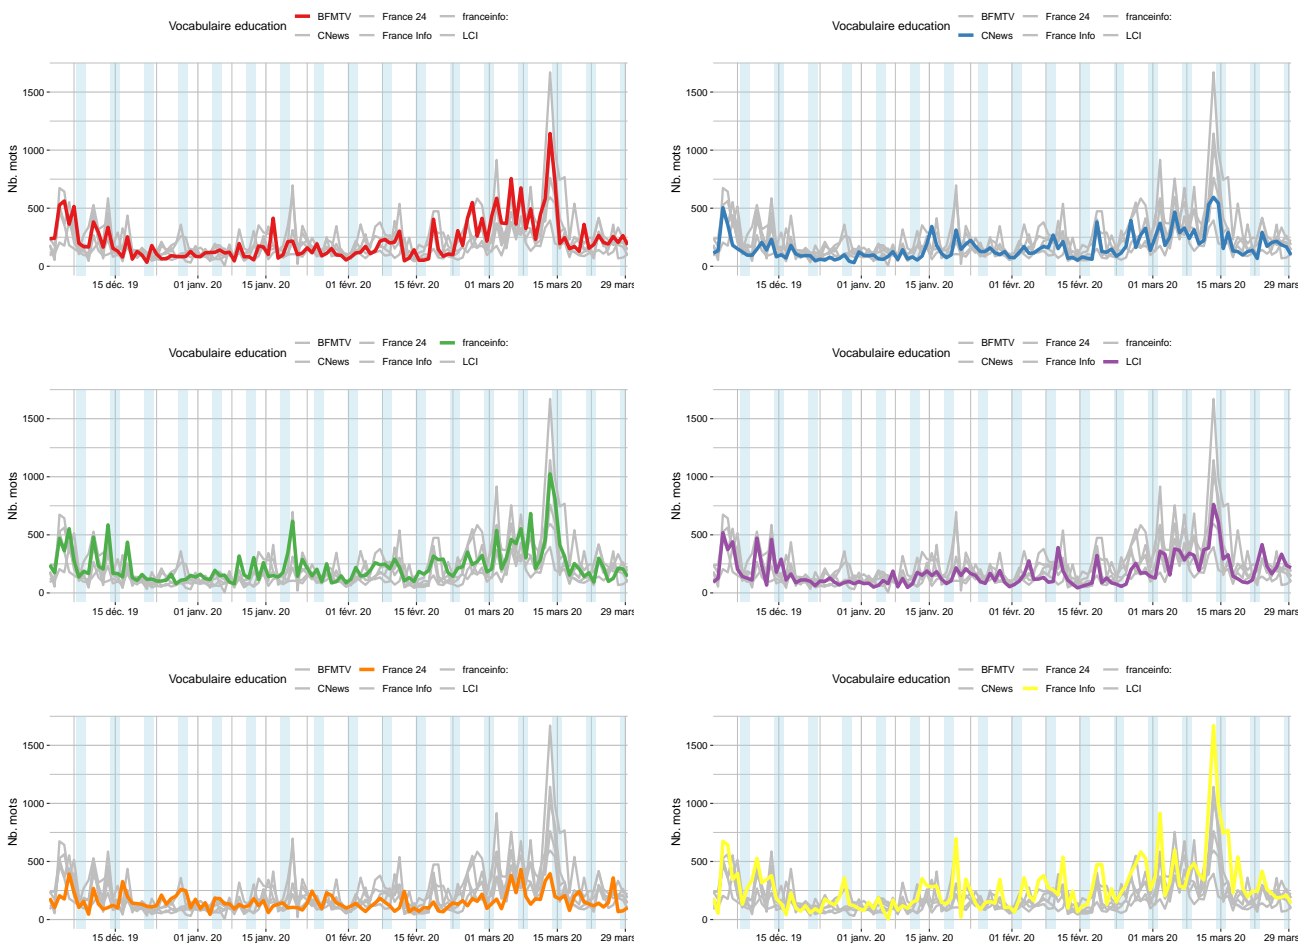 Vocabulaire education BFMTV France 24 franceinfo:
CNews France Info LCI
Nb. mots
1500
1000
500
0
15 déc. 19 01 janv. 20 15 janv. 20 01 févr. 20 15 févr. 20 01 mars 20 15 mars 20 29 mars
Vocabulaire education BFMTV France 24 franceinfo:
CNews France Info LCI
Nb. mots
1500
1000
500
0
15 déc. 19 01 janv. 20 15 janv. 20 01 févr. 20 15 févr. 20 01 mars 20 15 mars 20 29 mars
Vocabulaire education BFMTV France 24 franceinfo:
CNews France Info LCI
Nb. mots
1500
1000
500
0
15 déc. 19 01 janv. 20 15 janv. 20 01 févr. 20 15 févr. 20 01 mars 20 15 mars 20 29 mars
Vocabulaire education BFMTV France 24 franceinfo:
CNews France Info LCI
Nb. mots
1500
1000
500
0
15 déc. 19 01 janv. 20 15 janv. 20 01 févr. 20 15 févr. 20 01 mars 20 15 mars 20 29 mars
Vocabulaire education BFMTV France 24 franceinfo:
CNews France Info LCI
Nb. mots
1500
1000
500
0
15 déc. 19 01 janv. 20 15 janv. 20 01 févr. 20 15 févr. 20 01 mars 20 15 mars 20 29 mars
Vocabulaire education BFMTV France 24 franceinfo:
CNews France Info LCI
Nb. mots
1500
1000
500
0
15 déc. 19 01 janv. 20 15 janv. 20 01 févr. 20 15 févr. 20 01 mars 20 15 mars 20 29 mars